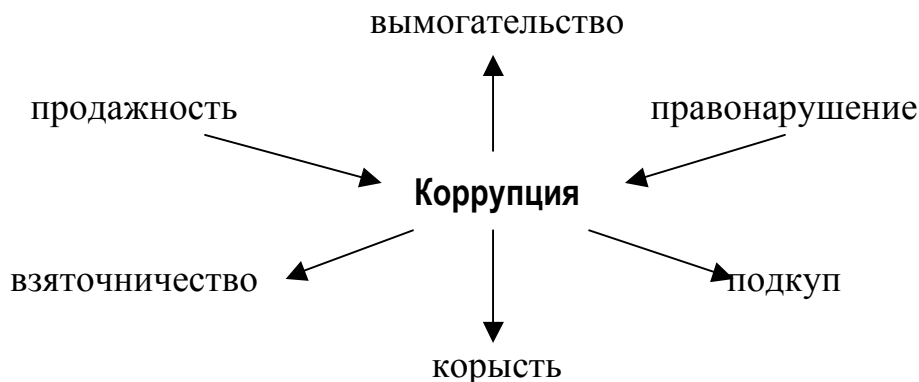 вымогательство
продажность
правонарушение
Коррупция
взяточничество
подкуп
корысть